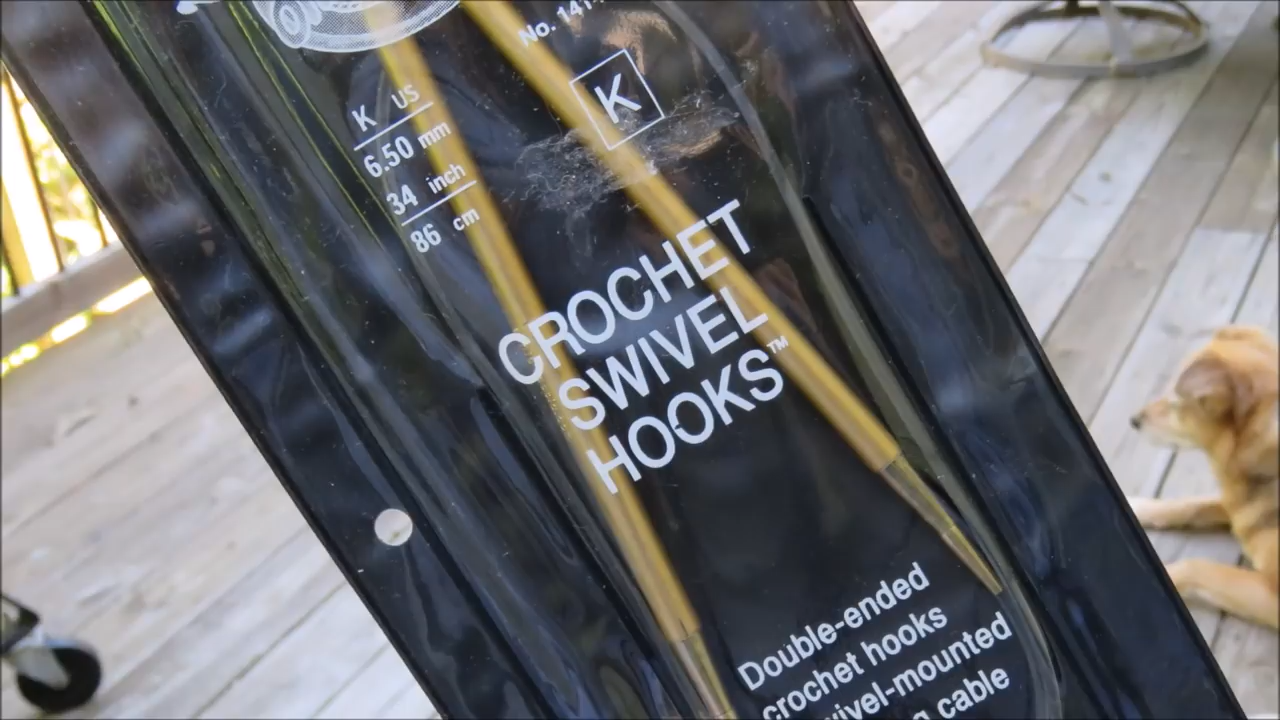 No. 141
K
K US
6.50 mm
34 inch
86 cm
CROCHET
SWIVEL
HOOKS™
Double-ended
crochet hooks
swivel-mounted
cable